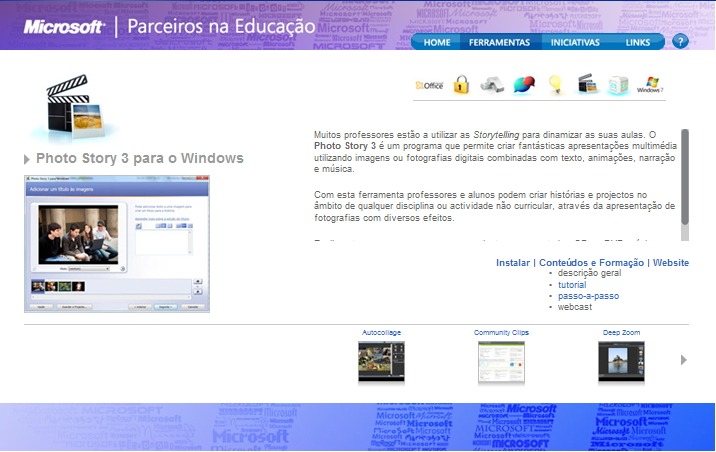 Microsoft | Parceiros na Educação
HOME FERRAMENTAS INICIATIVAS LINKS ?
Office Windows 7
Muitos professores estão a utilizar as Storytelling para dinamizar as suas aulas. O
Photo Story 3 é um programa que permite criar fantásticas apresentações multimédia
utilizando imagens ou fotografias digitais combinadas com texto, animações, narração
e música.
Com esta ferramenta professores e alunos podem criar histórias e projectos no
âmbito de qualquer disciplina ou actividade não curricular, através da apresentação de
fotografias com diversos efeitos.
Photo Story 3 para o Windows
Adicionar um título às imagens
Instalar | Conteúdos e Formação | Website
• descrição geral
• tutorial
• passo-a-passo
• webcast
Autocollage Community Clips Deep Zoom